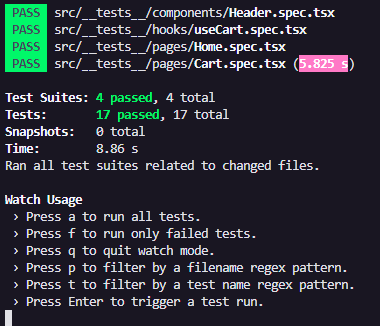 PASS src/__tests__/components/Header.spec.tsx
PASS src/__tests__/hooks/useCart.spec.tsx
PASS src/__tests__/pages/Home.spec.tsx
PASS src/__tests__/pages/Cart.spec.tsx (5.825 s)

Test Suites: 4 passed, 4 total
Tests:       17 passed, 17 total
Snapshots:   0 total
Time:        8.86 s
Ran all test suites related to changed files.

Watch Usage
 › Press a to run all tests.
 › Press f to run only failed tests.
 › Press q to quit watch mode.
 › Press p to filter by a filename regex pattern.
 › Press t to filter by a test name regex pattern.
 › Press Enter to trigger a test run.